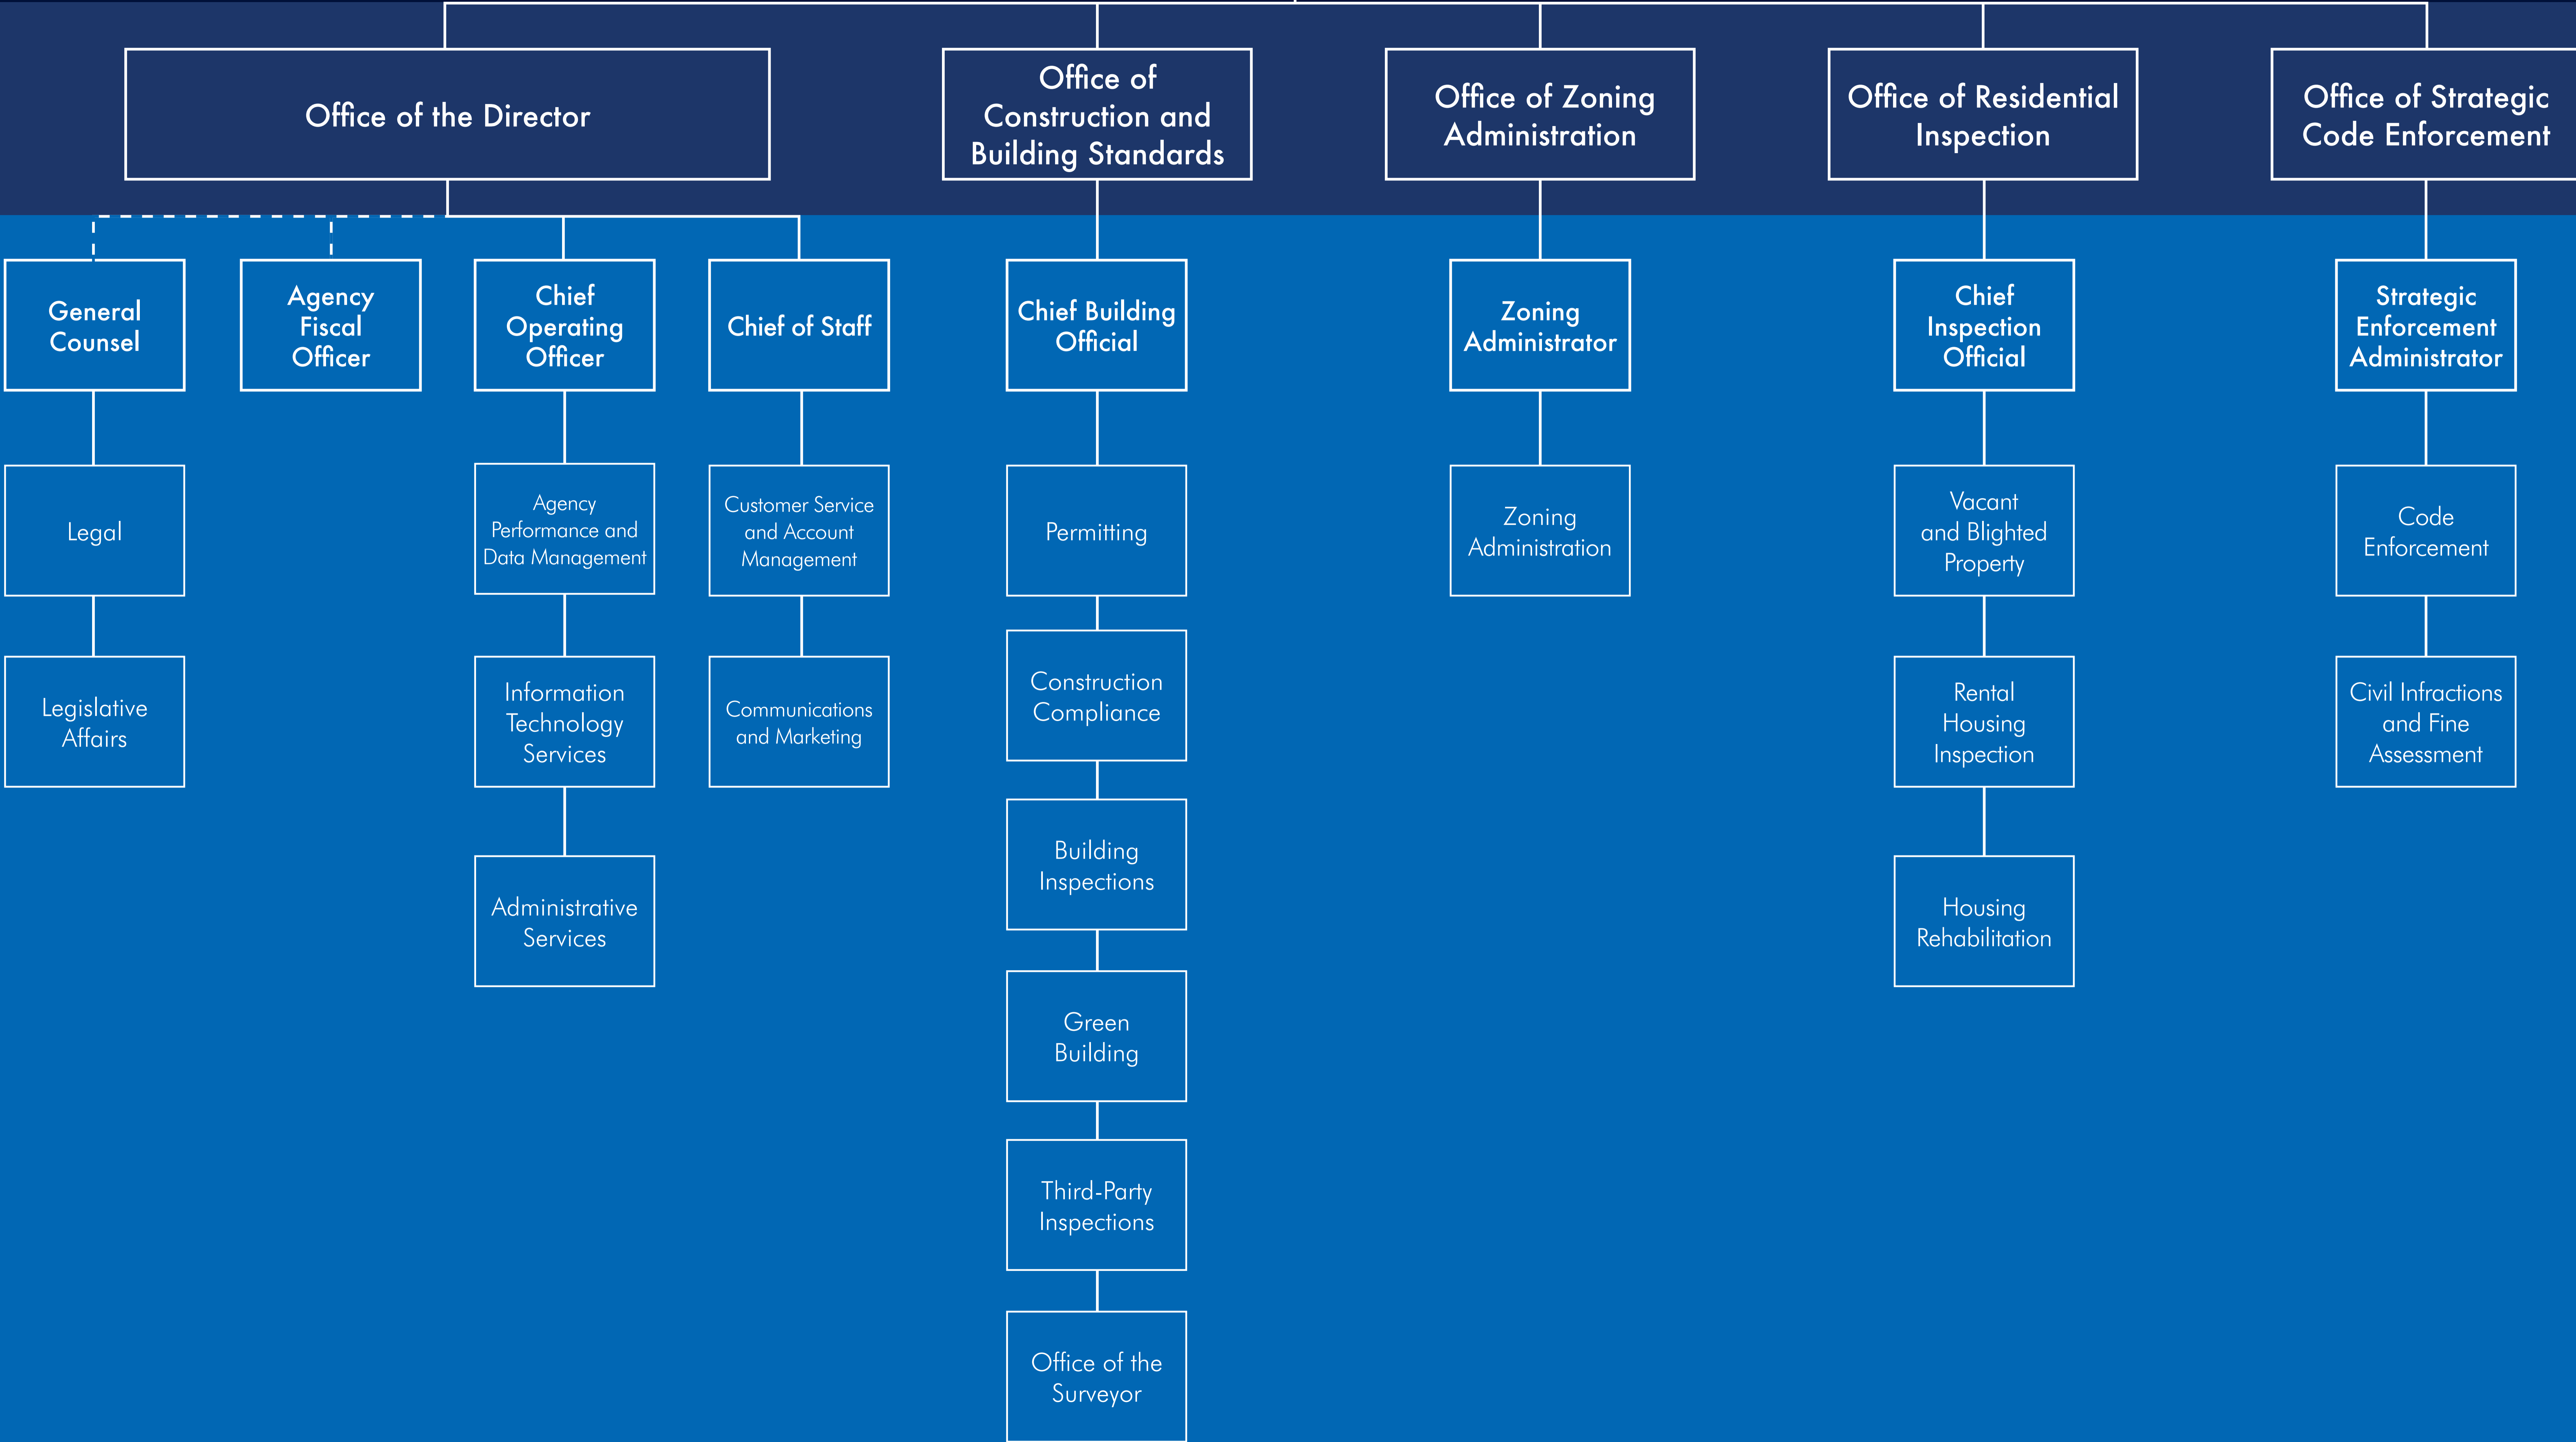 Office of the Director
Office of
Construction and
Building Standards
Office of Zoning
Administration
Office of Residential
Inspection
Office of Strategic
Code Enforcement
General
Counsel
Agency
Fiscal
Officer
Chief
Operating
Officer
Chief of Staff
Chief Building
Official
Zoning
Administrator
Chief
Inspection
Official
Strategic
Enforcement
Administrator
Legal
Agency
Performance and
Data Management
Customer Service
and Account
Management
Permitting
Zoning
Administration
Vacant
and Blighted
Property
Code
Enforcement
Legislative
Affairs
Information
Technology
Services
Communications
and Marketing
Construction
Compliance
Rental
Housing
Inspection
Civil Infractions
and Fine
Assessment
Administrative
Services
Building
Inspections
Housing
Rehabilitation
Green
Building
Third-Party
Inspections
Office of the
Surveyor